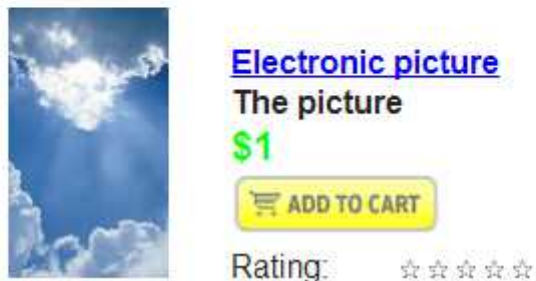 Electronic picture
The picture
$1
ADD TO CART
Rating: